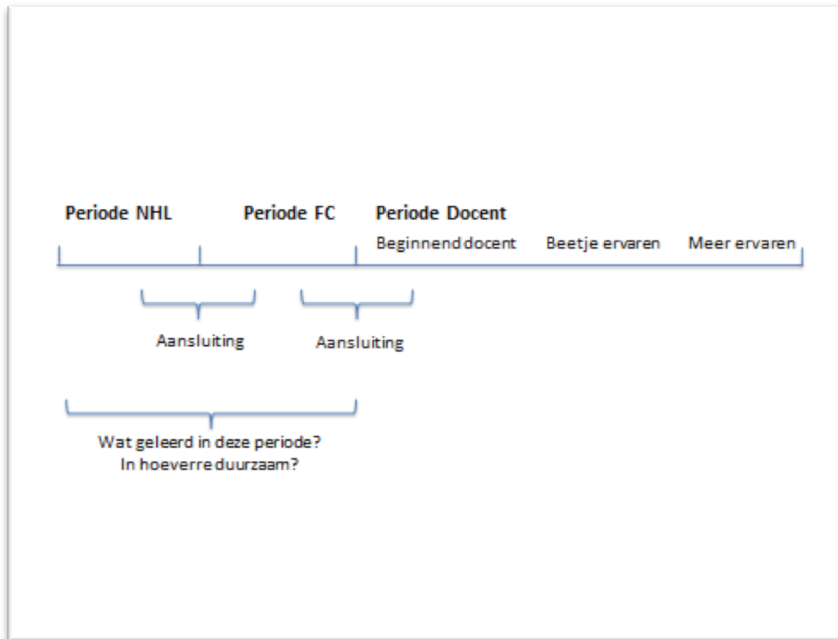 Periode NHL Periode FC Periode Docent
Beginnend docent Beetje ervaren Meer ervaren
Aansluiting Aansluiting
Wat geleerd in deze periode?
In hoeverre duurzaam?